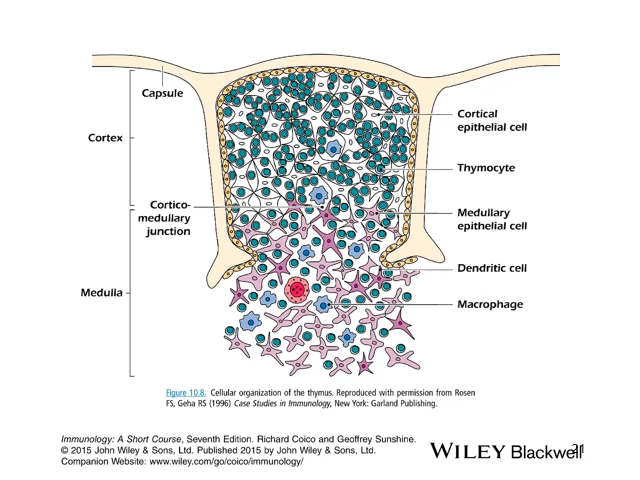 Capsule
Cortex
Cortico-
medullary
junction
Medulla
Cortical
epithelial cell
Thymocyte
Medullary
epithelial cell
Dendritic cell
Macrophage
Figure 10.8. Cellular organization of the thymus. Reproduced with permission from Rosen
FS, Geha RS (1996) Case Studies in Immunology, New York: Garland Publishing.
Immunology: A Short Course, Seventh Edition. Richard Coico and Geoffrey Sunshine.
© 2015 John Wiley & Sons, Ltd. Published 2015 by John Wiley & Sons, Ltd.
Companion Website: www.wiley.com/go/coico/immunology/
WILEY Blackwell
21